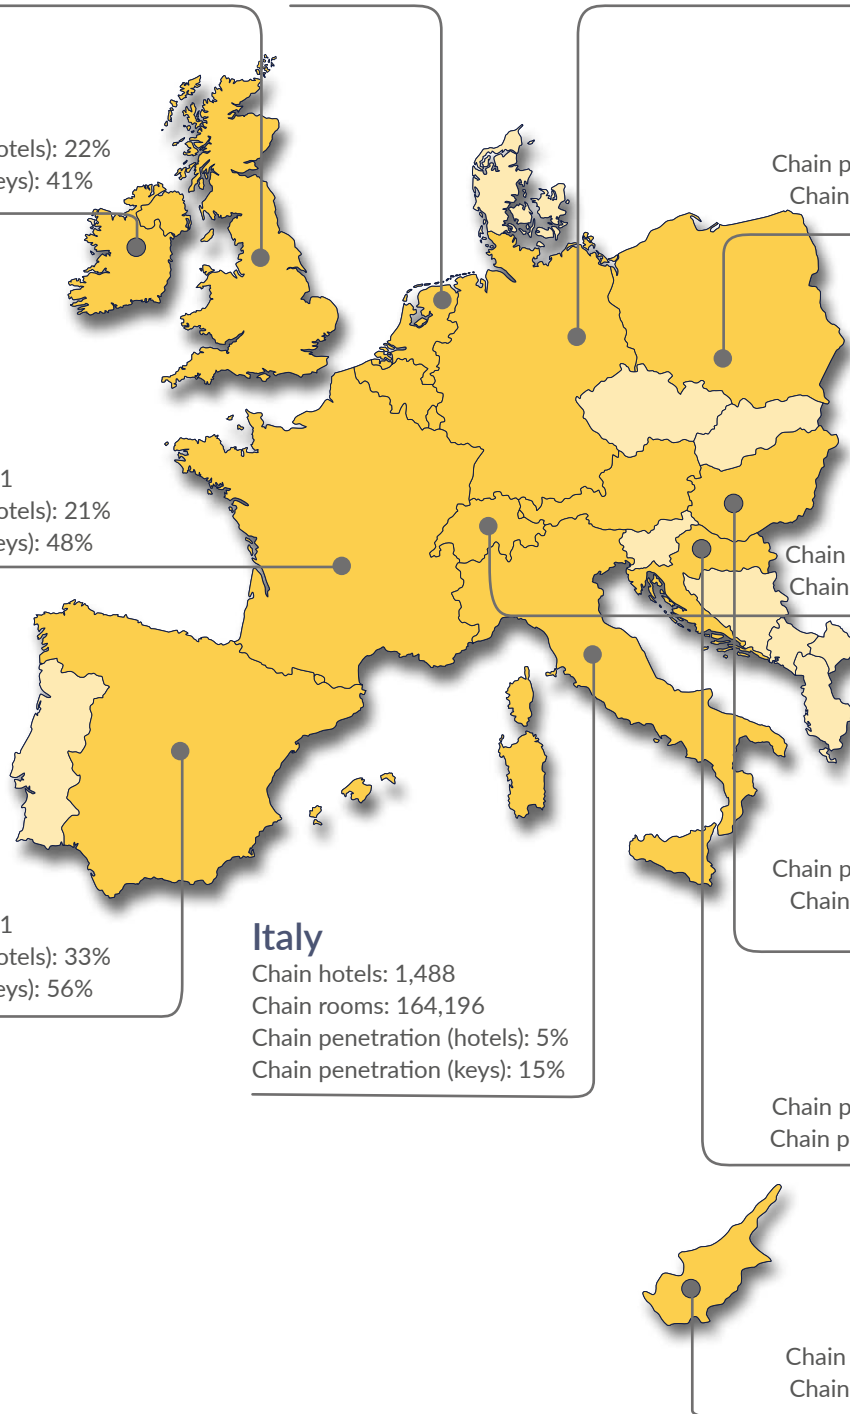 otels): 22%
eys): 41%
Chain p
Chain
1
otels): 21%
eys): 48%
Chain
Chain
Chain p
Chain
1
otels): 33%
eys): 56%
Italy
Chain hotels: 1,488
Chain rooms: 164,196
Chain penetration (hotels): 5%
Chain penetration (keys): 15%
Chain p
Chain p
Chain
Chain